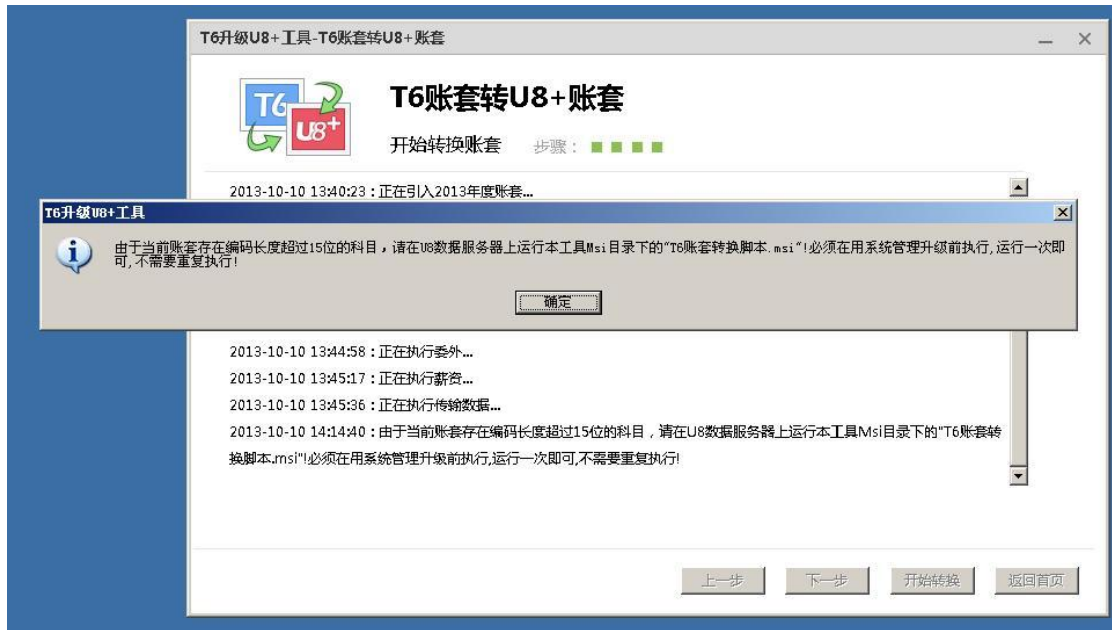 T6升级U8+工具-T6账套转U8+账套
T6
U8+
T6账套转U8+账套
开始转换账套 步骤：
2013-10-10 13:40:23：正在引入2013年度账套...
T6升级U8+工具
由于当前账套存在编码长度超过15位的科目，请在U8数据服务器上运行本工具Msi目录下的"T6账套转换脚本.msi"!必须在用系统管理升级前执行,运行一次即
可,不需要重复执行!
确定
2013-10-10 13:44:58：正在执行委外...
2013-10-10 13:45:17：正在执行薪资...
2013-10-10 13:45:36：正在执行传输数据...
2013-10-10 14:14:40：由于当前账套存在编码长度超过15位的科目，请在U8数据服务器上运行本工具Msi目录下的"T6账套转
换脚本.msi"!必须在用系统管理升级前执行,运行一次即可,不需要重复执行!
上一步 下一步 开始转换 返回首页